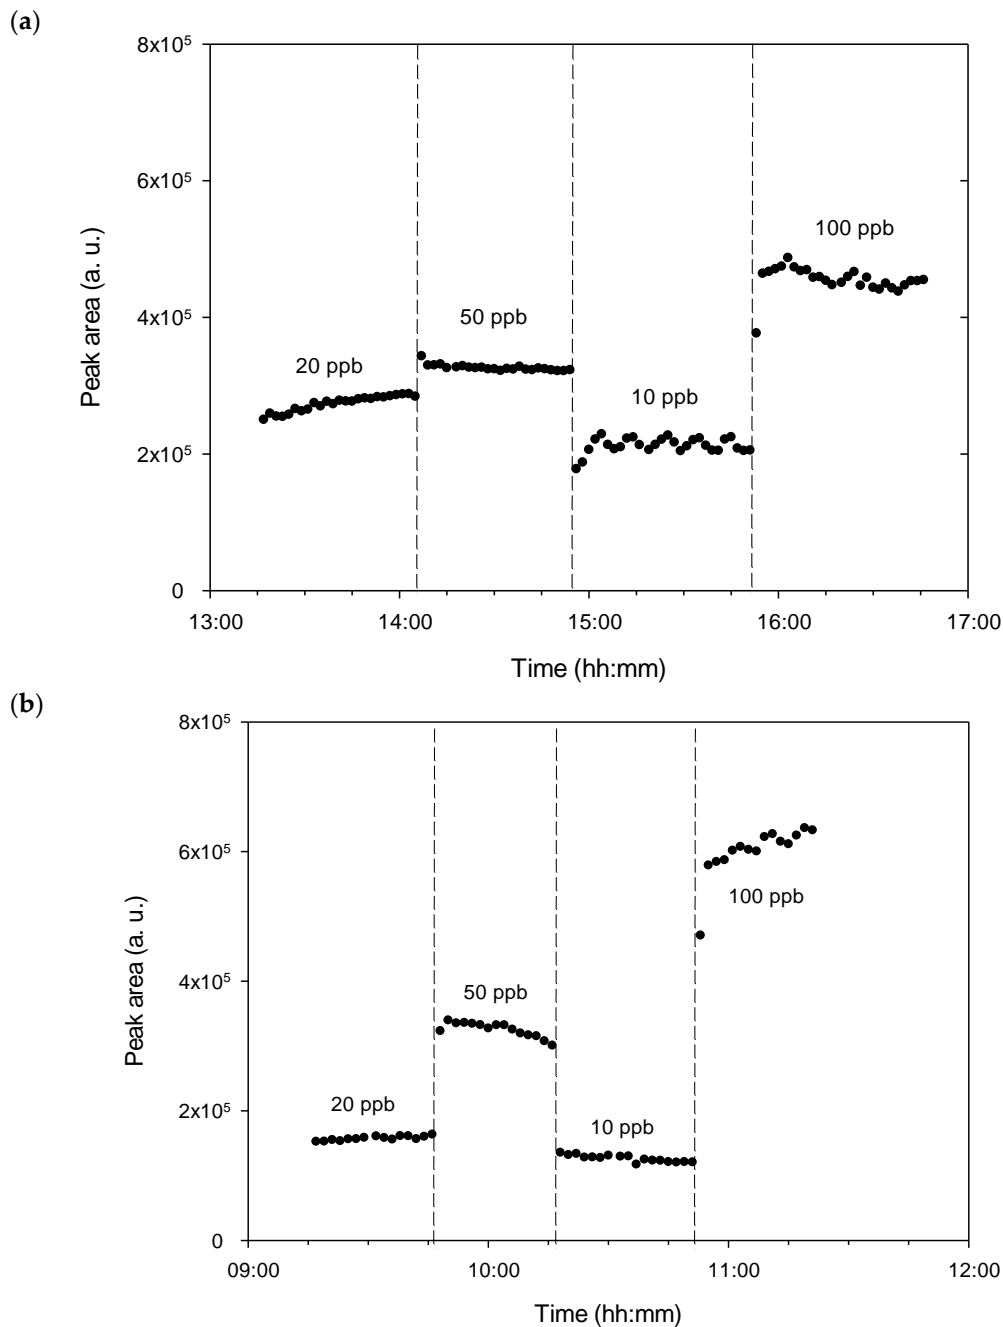 (a)
8x10⁵
6x10⁵
4x10⁵
2x10⁵
0
Peak area (a. u.)
20 ppb
50 ppb
10 ppb
100 ppb
13:00 14:00 15:00 16:00 17:00
Time (hh:mm)
(b)
8x10⁵
6x10⁵
4x10⁵
2x10⁵
0
Peak area (a. u.)
20 ppb
50 ppb
10 ppb
100 ppb
09:00 10:00 11:00 12:00
Time (hh:mm)